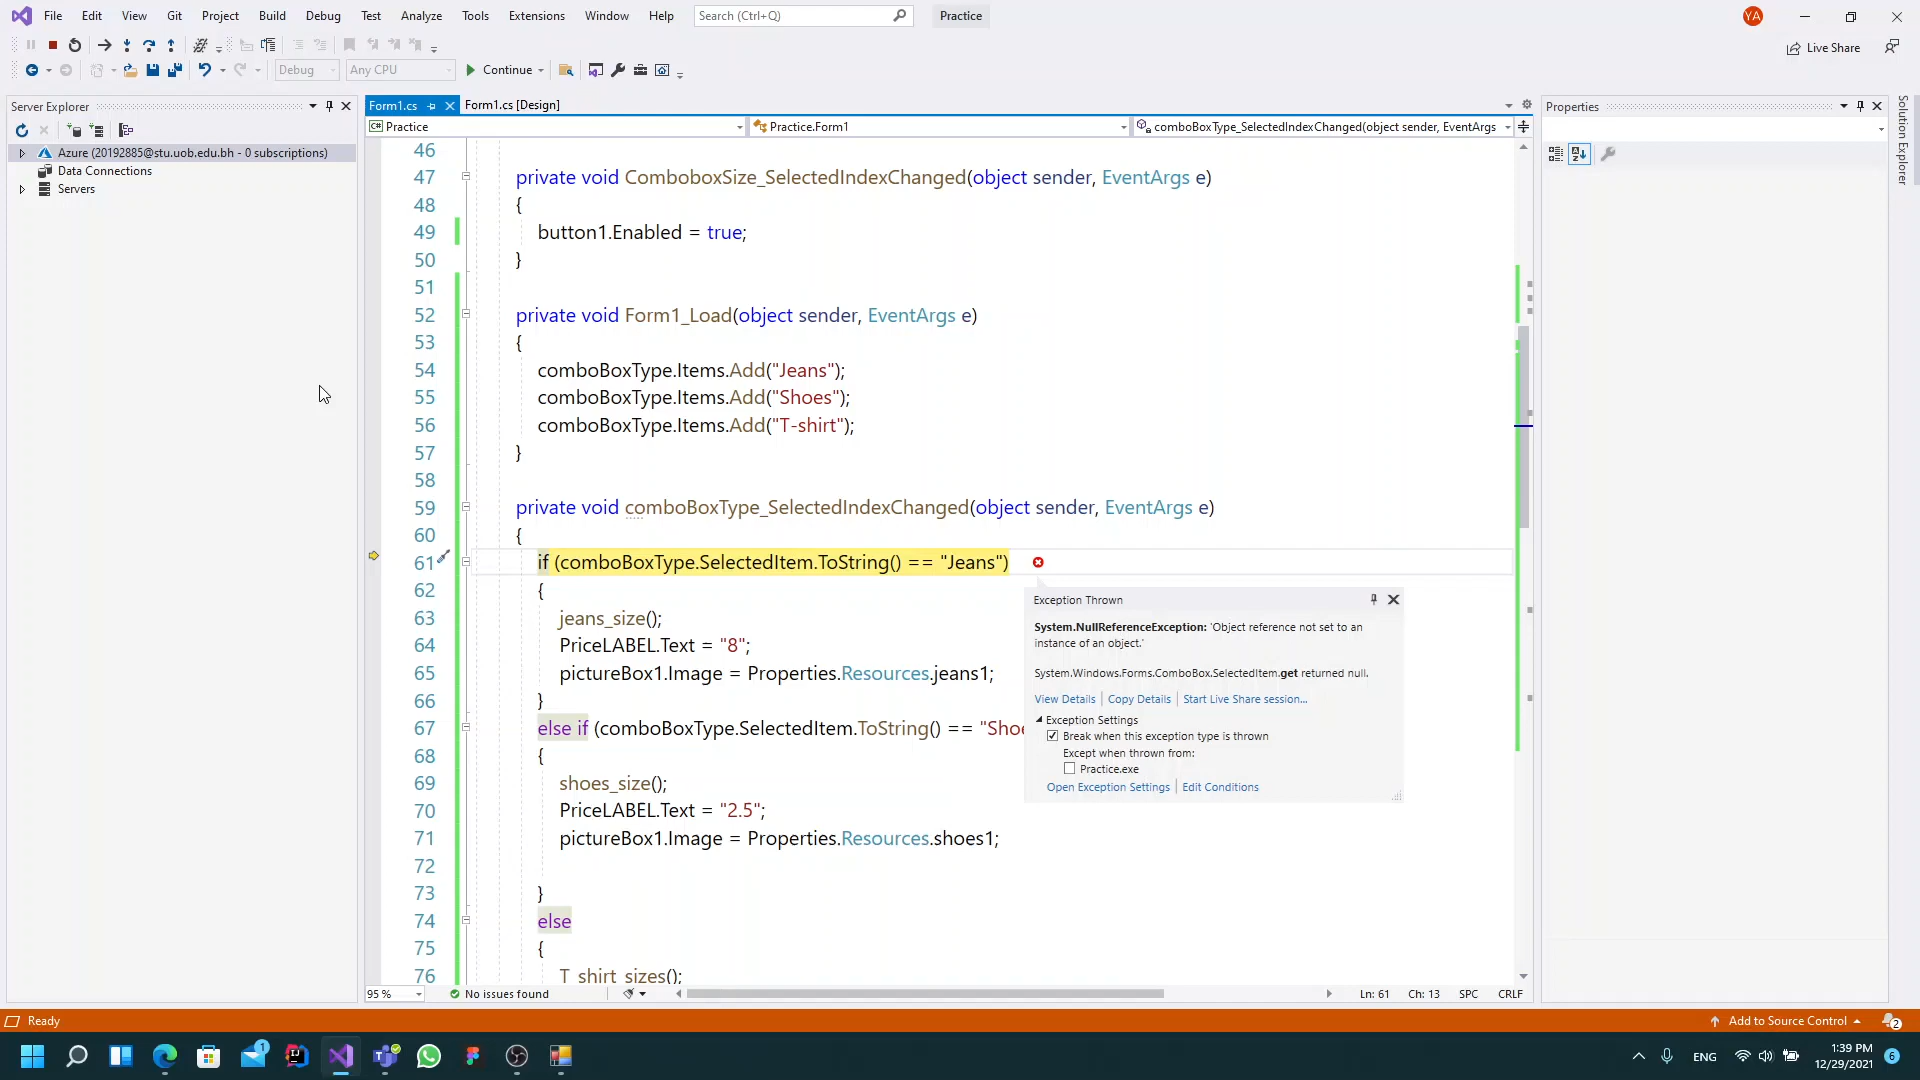 File Edit View Git Project Build Debug Test Analyze Tools Extensions Window Help Search (Ctrl+Q) Practice YA
Live Share
Debug Any CPU Continue
Server Explorer
Azure (20192885@stu.uob.edu.bh - 0 subscriptions)
Data Connections
Servers
Form1.cs Form1.cs [Design]
C# Practice Practice.Form1 comboBoxType_SelectedIndexChanged(object sender, EventArgs
46
47 private void ComboboxSize_SelectedIndexChanged(object sender, EventArgs e)
48 {
49 button1.Enabled = true;
50 }
51
52 private void Form1_Load(object sender, EventArgs e)
53 {
54 comboBoxType.Items.Add("Jeans");
55 comboBoxType.Items.Add("Shoes");
56 comboBoxType.Items.Add("T-shirt");
57 }
58
59 private void comboBoxType_SelectedIndexChanged(object sender, EventArgs e)
60 {
61 if (comboBoxType.SelectedItem.ToString() == "Jeans")
62 {
63 jeans_size();
64 PriceLABEL.Text = "8";
65 pictureBox1.Image = Properties.Resources.jeans1;
66 }
67 else if (comboBoxType.SelectedItem.ToString() == "Shoe
68 {
69 shoes_size();
70 PriceLABEL.Text = "2.5";
71 pictureBox1.Image = Properties.Resources.shoes1;
72
73 }
74 else
75 {
76 T_shirt_sizes();
Exception Thrown
System.NullReferenceException: 'Object reference not set to an
instance of an object.'
System.Windows.Forms.ComboBox.SelectedItem.get returned null.
View Details | Copy Details | Start Live Share session...
Exception Settings
Break when this exception type is thrown
Except when thrown from:
Practice.exe
Open Exception Settings | Edit Conditions
95 % No issues found Ln: 61 Ch: 13 SPC CRLF
Properties
Solution Explorer
Ready Add to Source Control 2
1 ENG 1:39 PM 6
12/29/2021